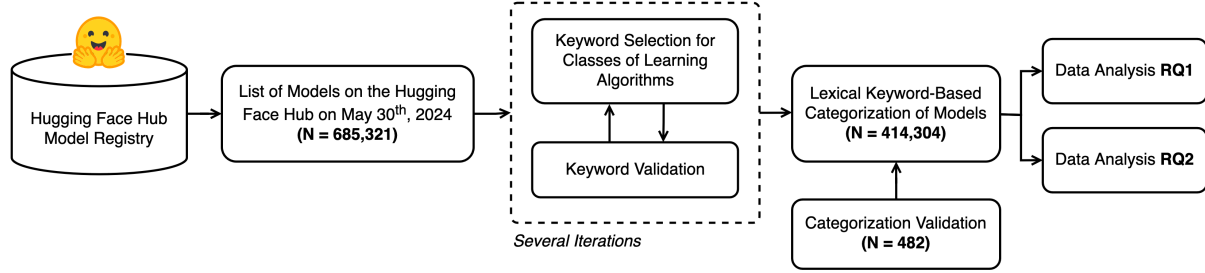 Hugging Face Hub
Model Registry
List of Models on the Hugging
Face Hub on May 30th, 2024
(N = 685,321)
Keyword Selection for
Classes of Learning
Algorithms
Keyword Validation
Several Iterations
Lexical Keyword-Based
Categorization of Models
(N = 414,304)
Categorization Validation
(N = 482)
Data Analysis RQ1
Data Analysis RQ2